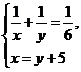 { 1/x + 1/y = 1/6,
x = y + 5